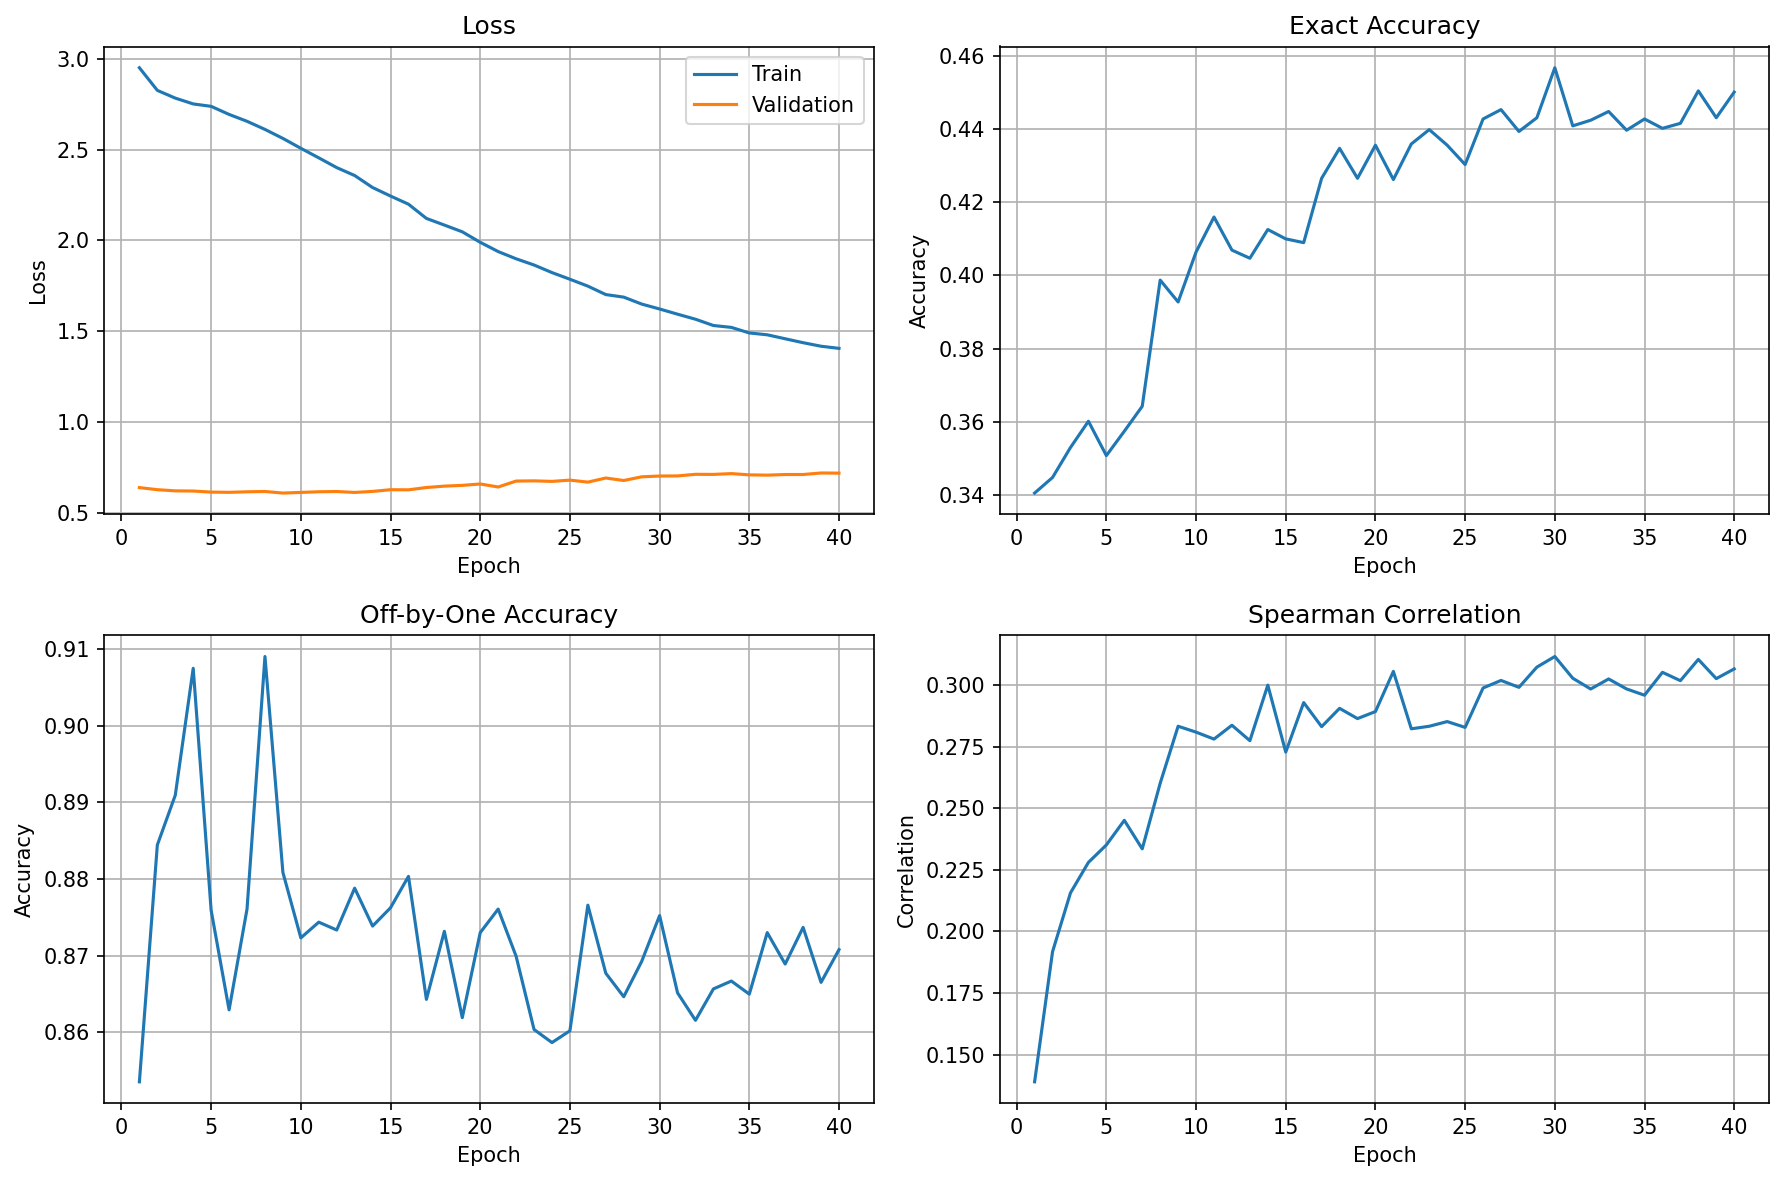 Loss
3.0
2.5
2.0
1.5
1.0
0.5
Loss
Train
Validation
0 5 10 15 20 25 30 35 40
Epoch
Exact Accuracy
0.46
0.44
0.42
0.40
0.38
0.36
0.34
Accuracy
0 5 10 15 20 25 30 35 40
Epoch
Off-by-One Accuracy
0.91
0.90
0.89
0.88
0.87
0.86
Accuracy
0 5 10 15 20 25 30 35 40
Epoch
Spearman Correlation
0.300
0.275
0.250
0.225
0.200
0.175
0.150
Correlation
0 5 10 15 20 25 30 35 40
Epoch